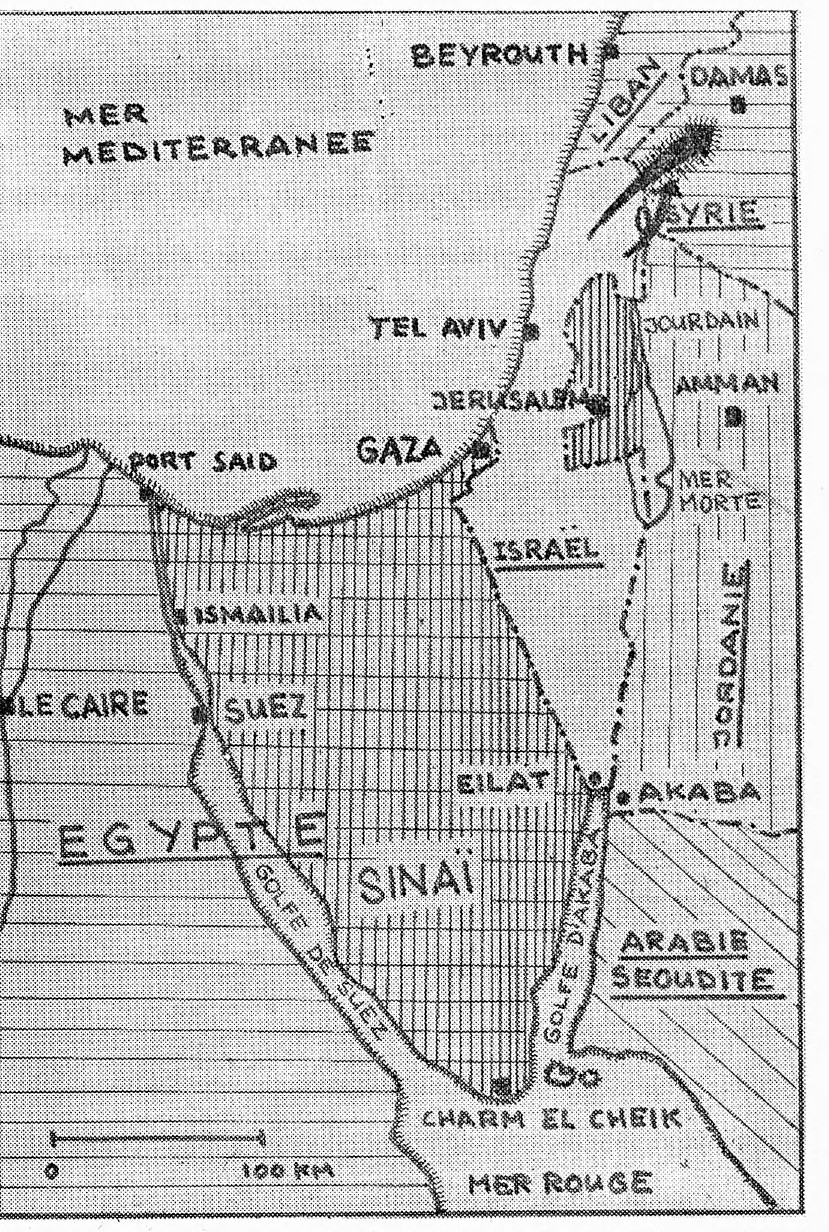 BEYROUTH
LIBAN
DAMAS
MER
MEDITERRANEE
SYRIE
TEL AVIV
JOURDAIN
JERUSALEM
AMMAN
GAZA
PORT SAID
MER
MORTE
ISRAËL
ISMAILIA
JORDANIE
LE CAIRE
SUEZ
EILAT
AKABA
EGYPTE
SINAÏ
GOLFE DE SUEZ
GOLFE D'AKABA
ARABIE
SEOUDITE
CHARM EL CHEIK
0 100 KM
MER ROUGE